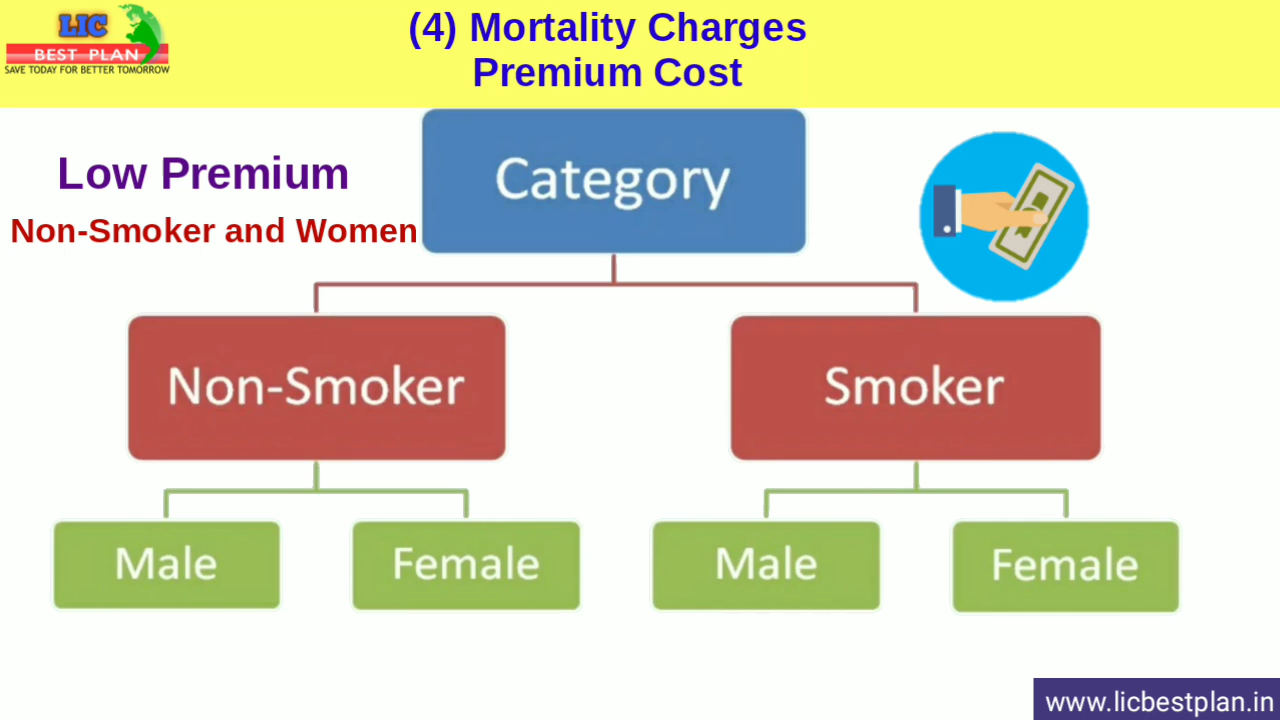 LIC
BEST PLAN
SAVE TODAY FOR BETTER TOMORROW
(4) Mortality Charges
Premium Cost
Low Premium
Non-Smoker and Women
Category
Non-Smoker
Smoker
Male
Female
Male
Female
www.licbestplan.in